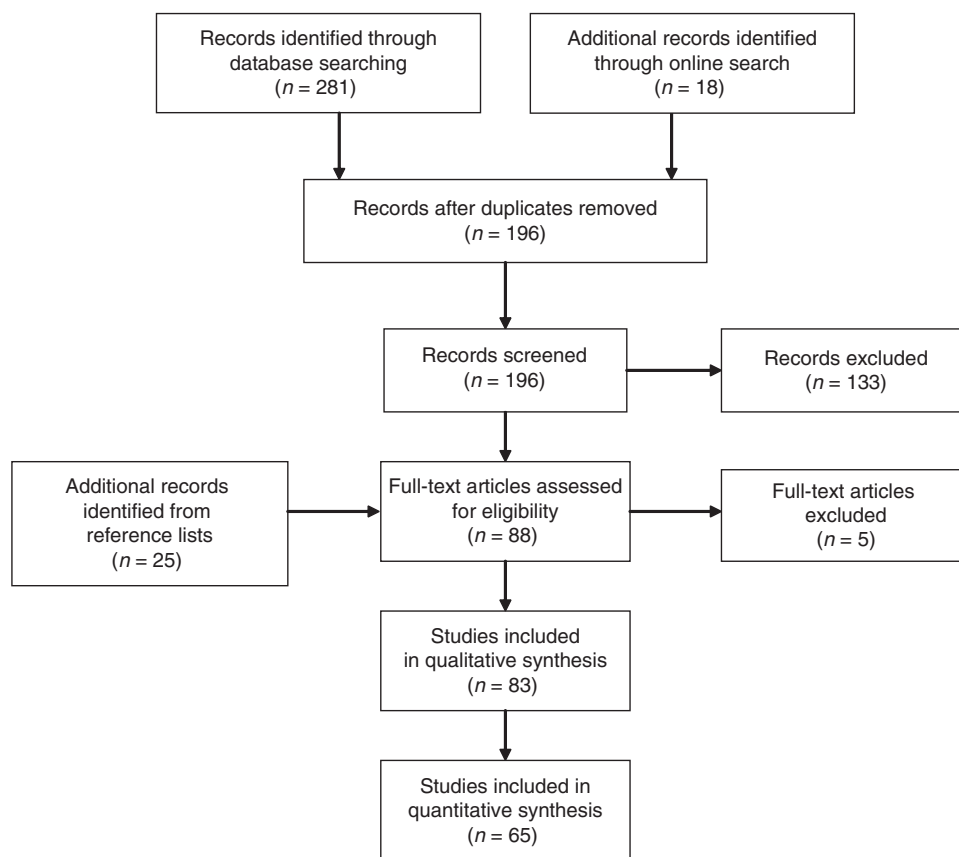 Records identified through
database searching
(n = 281)
Additional records identified
through online search
(n = 18)
Records after duplicates removed
(n = 196)
Records screened
(n = 196)
Records excluded
(n = 133)
Additional records
identified from
reference lists
(n = 25)
Full-text articles assessed
for eligibility
(n = 88)
Full-text articles
excluded
(n = 5)
Studies included
in qualitative synthesis
(n = 83)
Studies included in
quantitative synthesis
(n = 65)